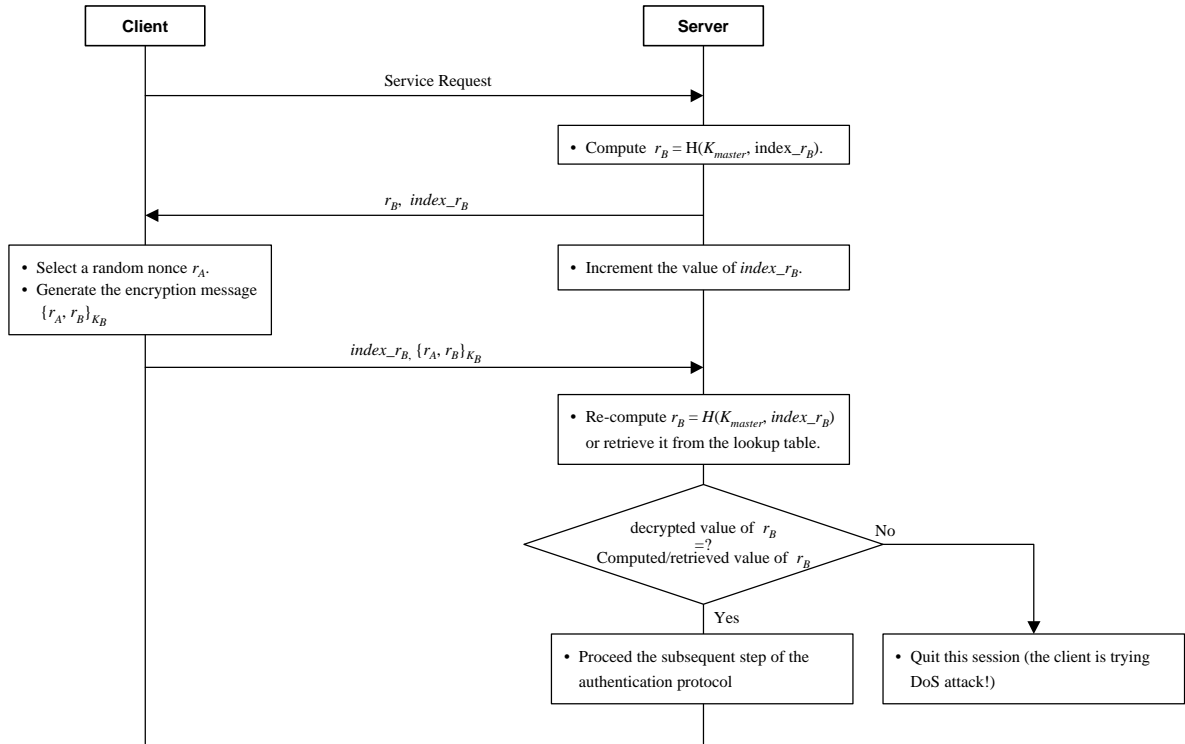 Client
Server
Service Request
• Compute r_B = H(K_master, index_r_B).
r_B, index_r_B
• Select a random nonce r_A.
• Generate the encryption message
{r_A, r_B}_K_B
• Increment the value of index_r_B.
index_r_B, {r_A, r_B}_K_B
• Re-compute r_B = H(K_master, index_r_B)
or retrieve it from the lookup table.
decrypted value of r_B
=?
Computed/retrieved value of r_B
No
Yes
• Proceed the subsequent step of the
authentication protocol
• Quit this session (the client is trying
DoS attack!)